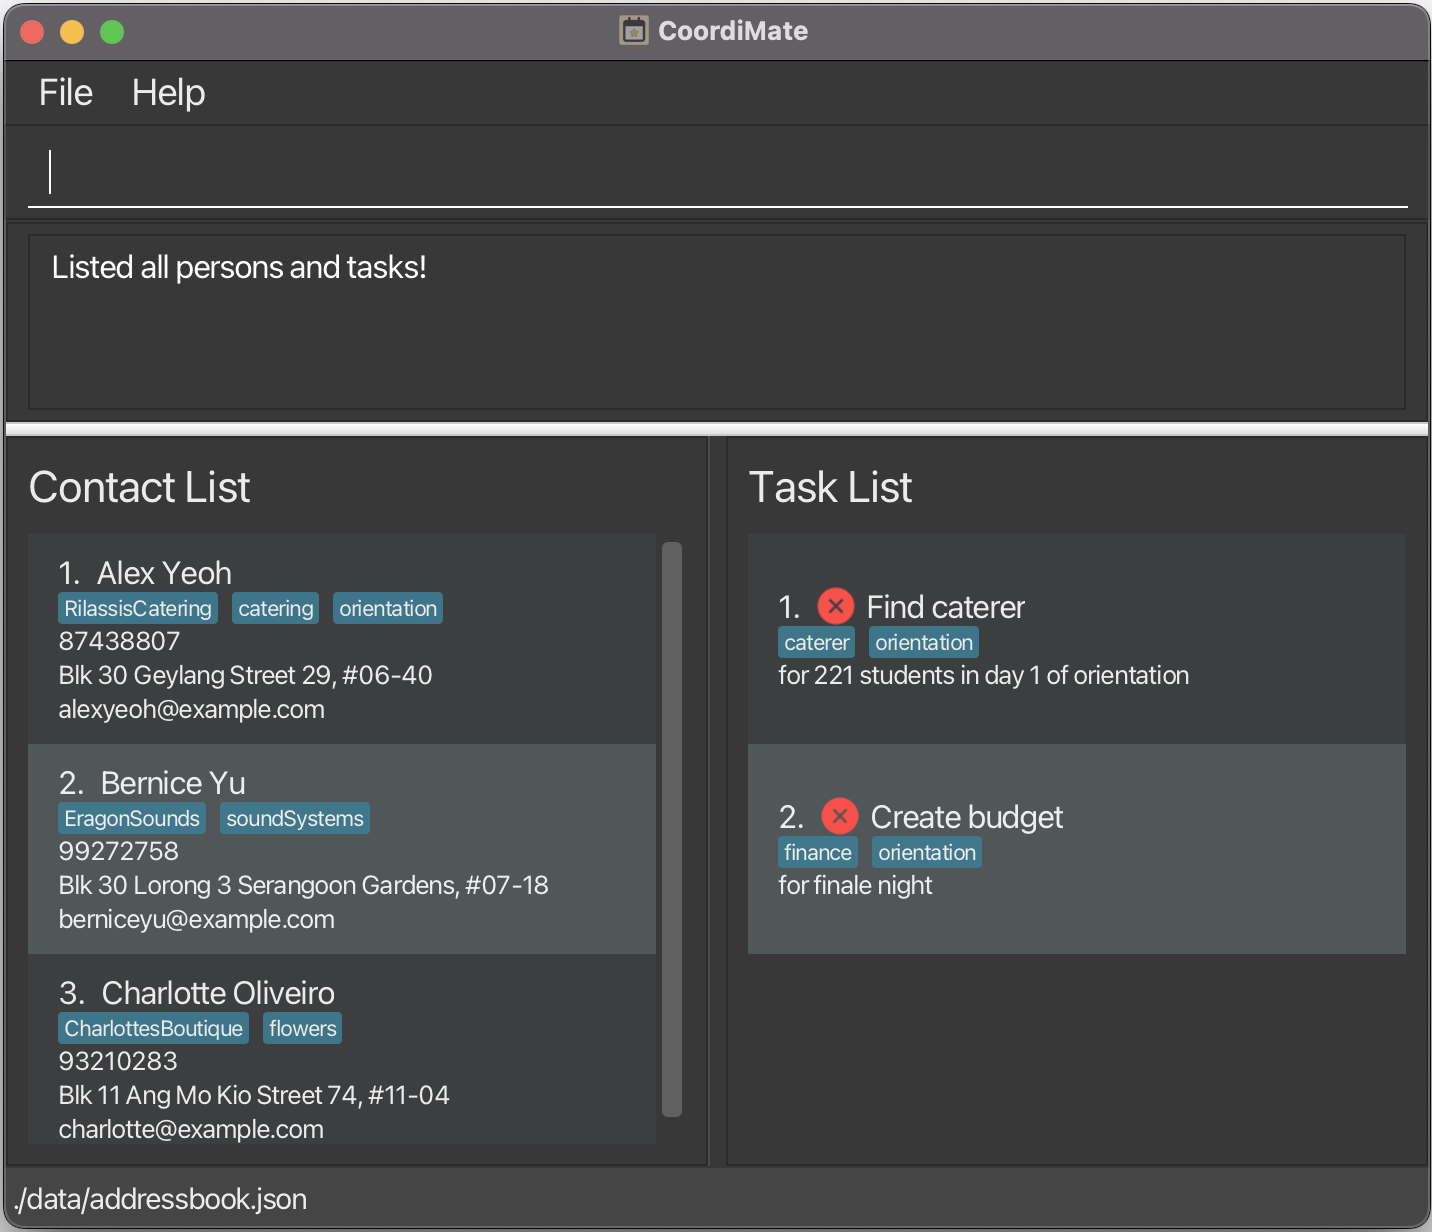 CoordiMate
File Help
Listed all persons and tasks!
Contact List
1. Alex Yeoh
RilassisCatering catering orientation
87438807
Blk 30 Geylang Street 29, #06-40
alexyeoh@example.com
2. Bernice Yu
EragonSounds soundSystems
99272758
Blk 30 Lorong 3 Serangoon Gardens, #07-18
berniceyu@example.com
3. Charlotte Oliveiro
CharlottesBoutique flowers
93210283
Blk 11 Ang Mo Kio Street 74, #11-04
charlotte@example.com
Task List
1. Find caterer
caterer orientation
for 221 students in day 1 of orientation
2. Create budget
finance orientation
for finale night
./data/addressbook.json